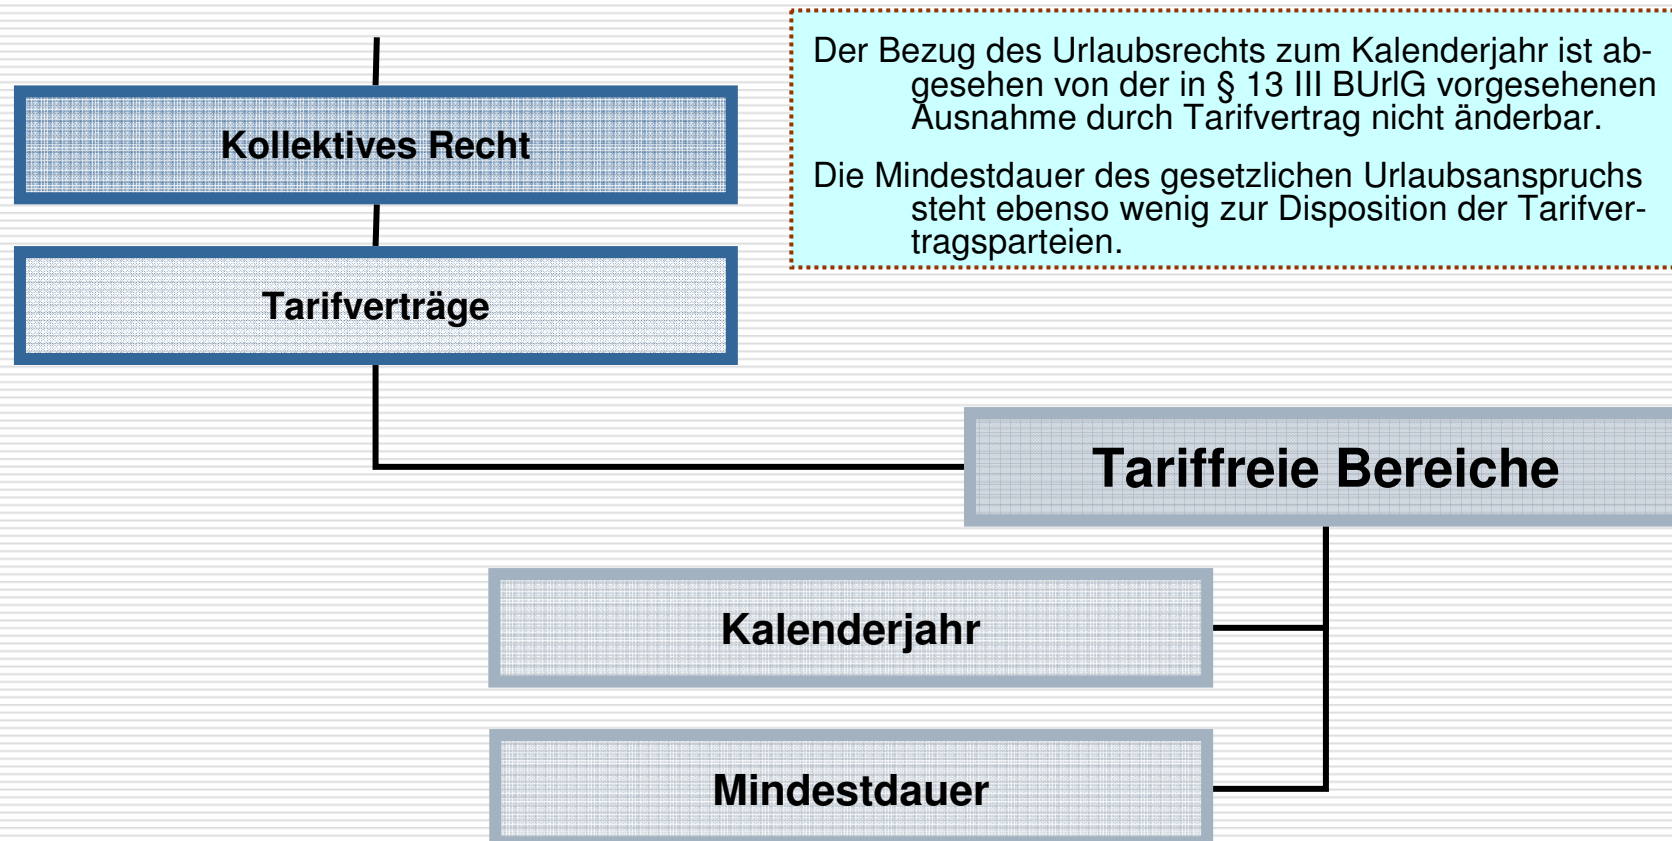 Der Bezug des Urlaubsrechts zum Kalenderjahr ist ab-
gesehen von der in § 13 III BUrlG vorgesehenen
Ausnahme durch Tarifvertrag nicht änderbar.
Die Mindestdauer des gesetzlichen Urlaubsanspruchs
steht ebenso wenig zur Disposition der Tarifver-
tragsparteien.
Kollektives Recht
Tarifverträge
Tariffreie Bereiche
Kalenderjahr
Mindestdauer